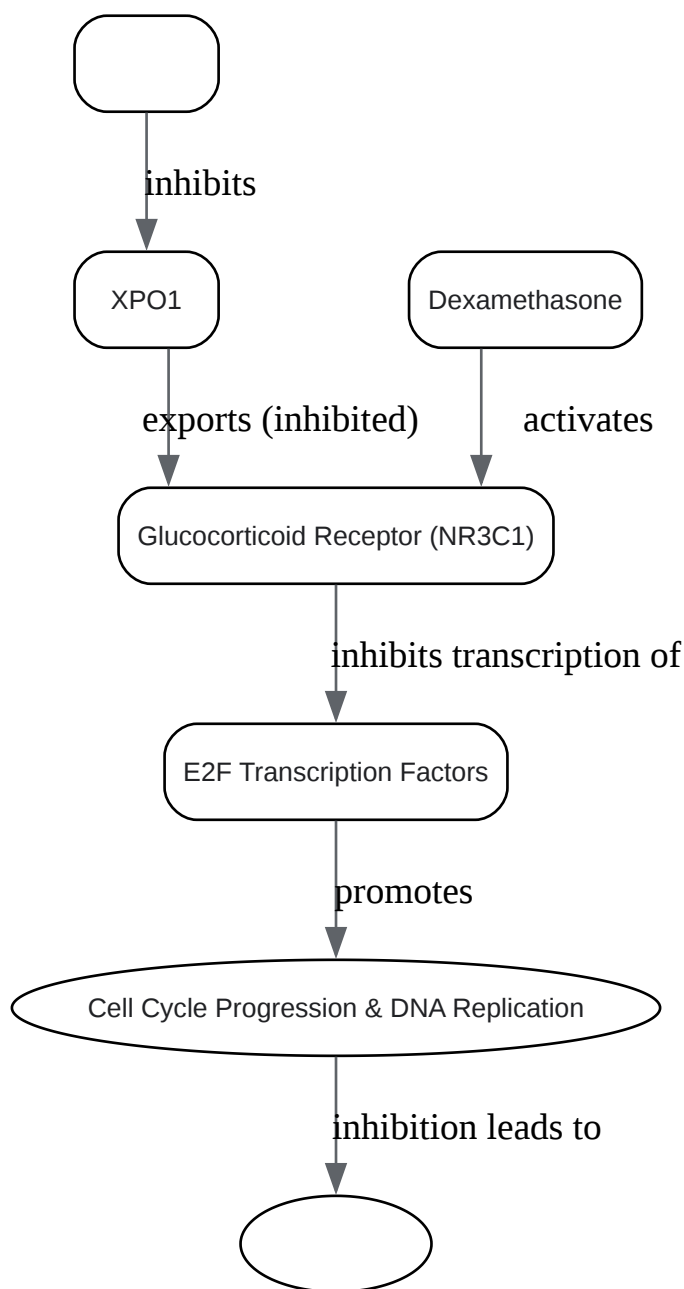 inhibits
XPO1
Dexamethasone
exports (inhibited)
activates
Glucocorticoid Receptor (NR3C1)
inhibits transcription of
E2F Transcription Factors
promotes
Cell Cycle Progression & DNA Replication
inhibition leads to